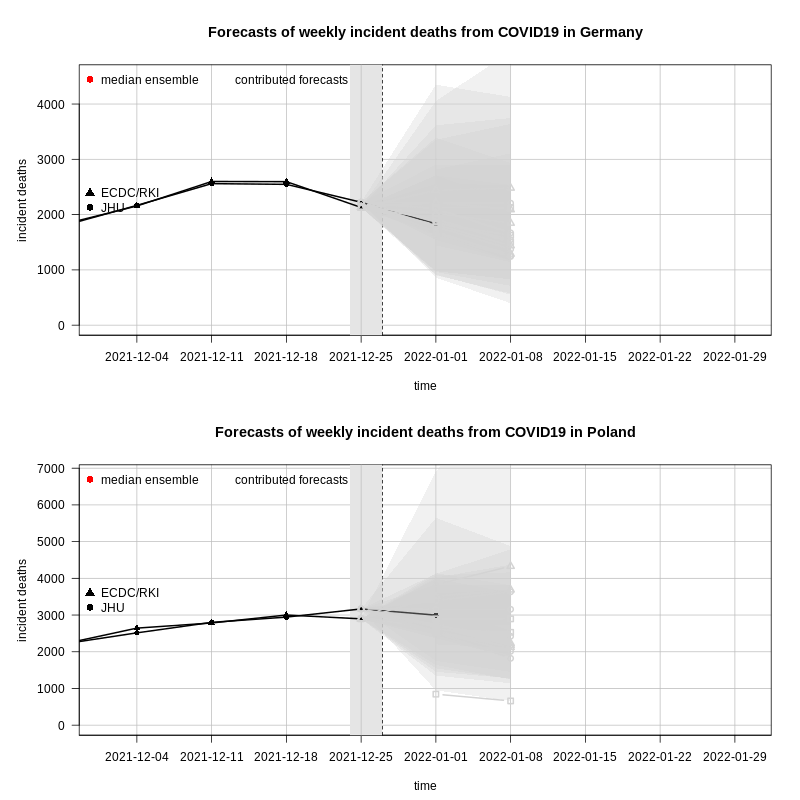 Forecasts of weekly incident deaths from COVID19 in Germany
median ensemble contributed forecasts
4000
3000
ECDC/RKI
JHU
2000
1000
0
incident deaths
2021-12-04 2021-12-11 2021-12-18 2021-12-25 2022-01-01 2022-01-08 2022-01-15 2022-01-22 2022-01-29
time
Forecasts of weekly incident deaths from COVID19 in Poland
7000
median ensemble contributed forecasts
6000
5000
4000
ECDC/RKI
JHU
3000
2000
1000
0
incident deaths
2021-12-04 2021-12-11 2021-12-18 2021-12-25 2022-01-01 2022-01-08 2022-01-15 2022-01-22 2022-01-29
time